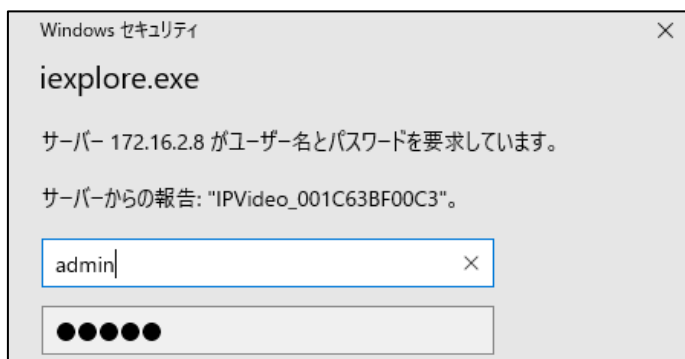 Windows セキュリティ
iexplore.exe
サーバー 172.16.2.8 がユーザー名とパスワードを要求しています。
サーバーからの報告: "IPVideo_001C63BF00C3"。
admin
●●●●●